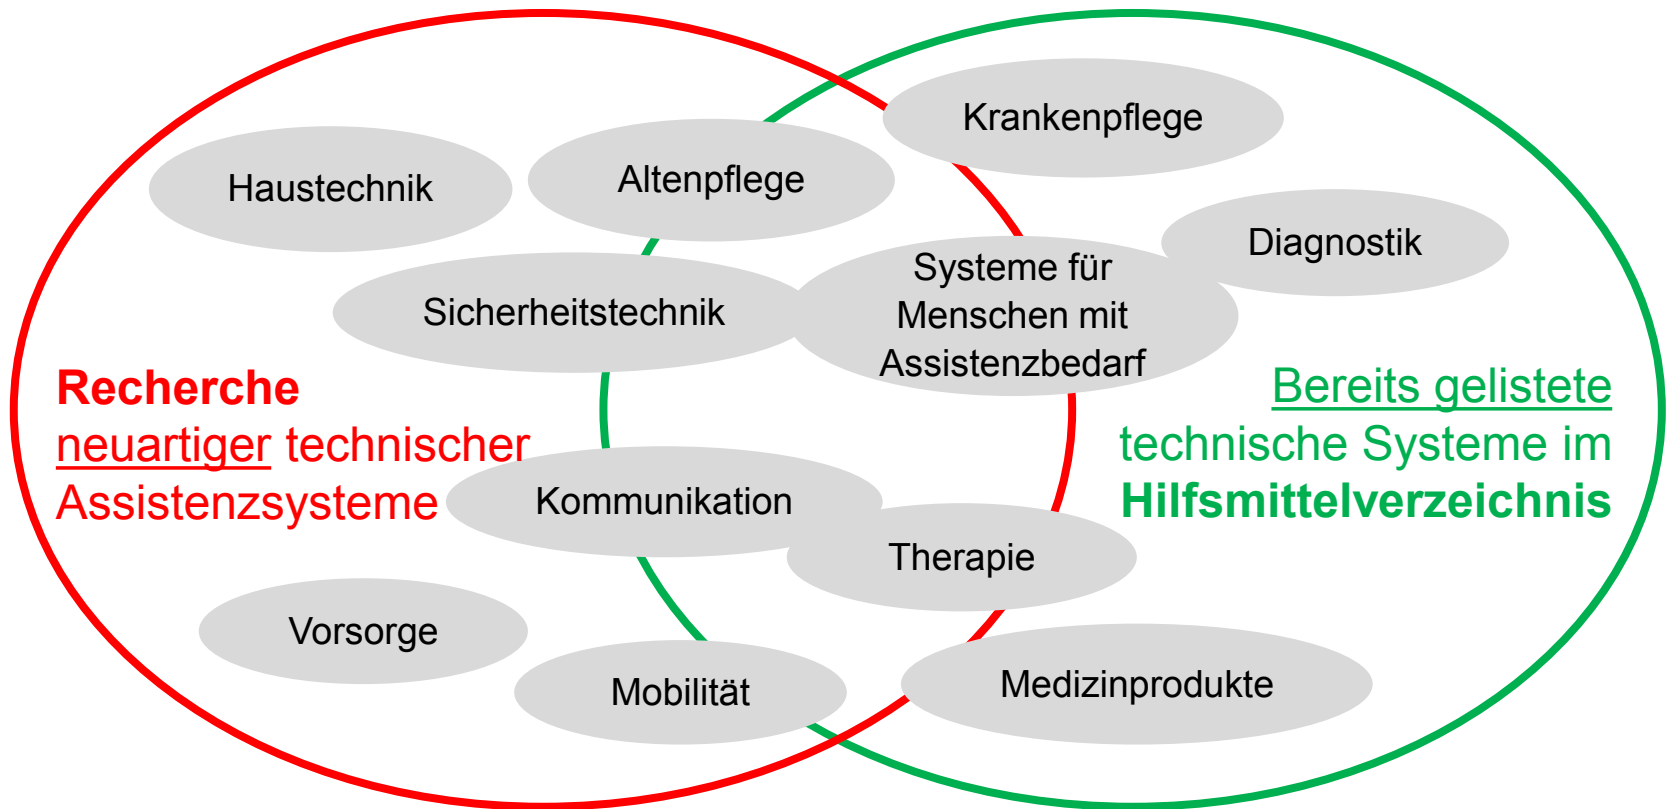 Krankenpflege
Haustechnik
Altenpflege
Diagnostik
Sicherheitstechnik
Systeme für
Menschen mit
Assistenzbedarf
Recherche
neuartiger technischer
Assistenzsysteme
Bereits gelistete
technische Systeme im
Hilfsmittelverzeichnis
Kommunikation
Therapie
Vorsorge
Mobilität
Medizinprodukte